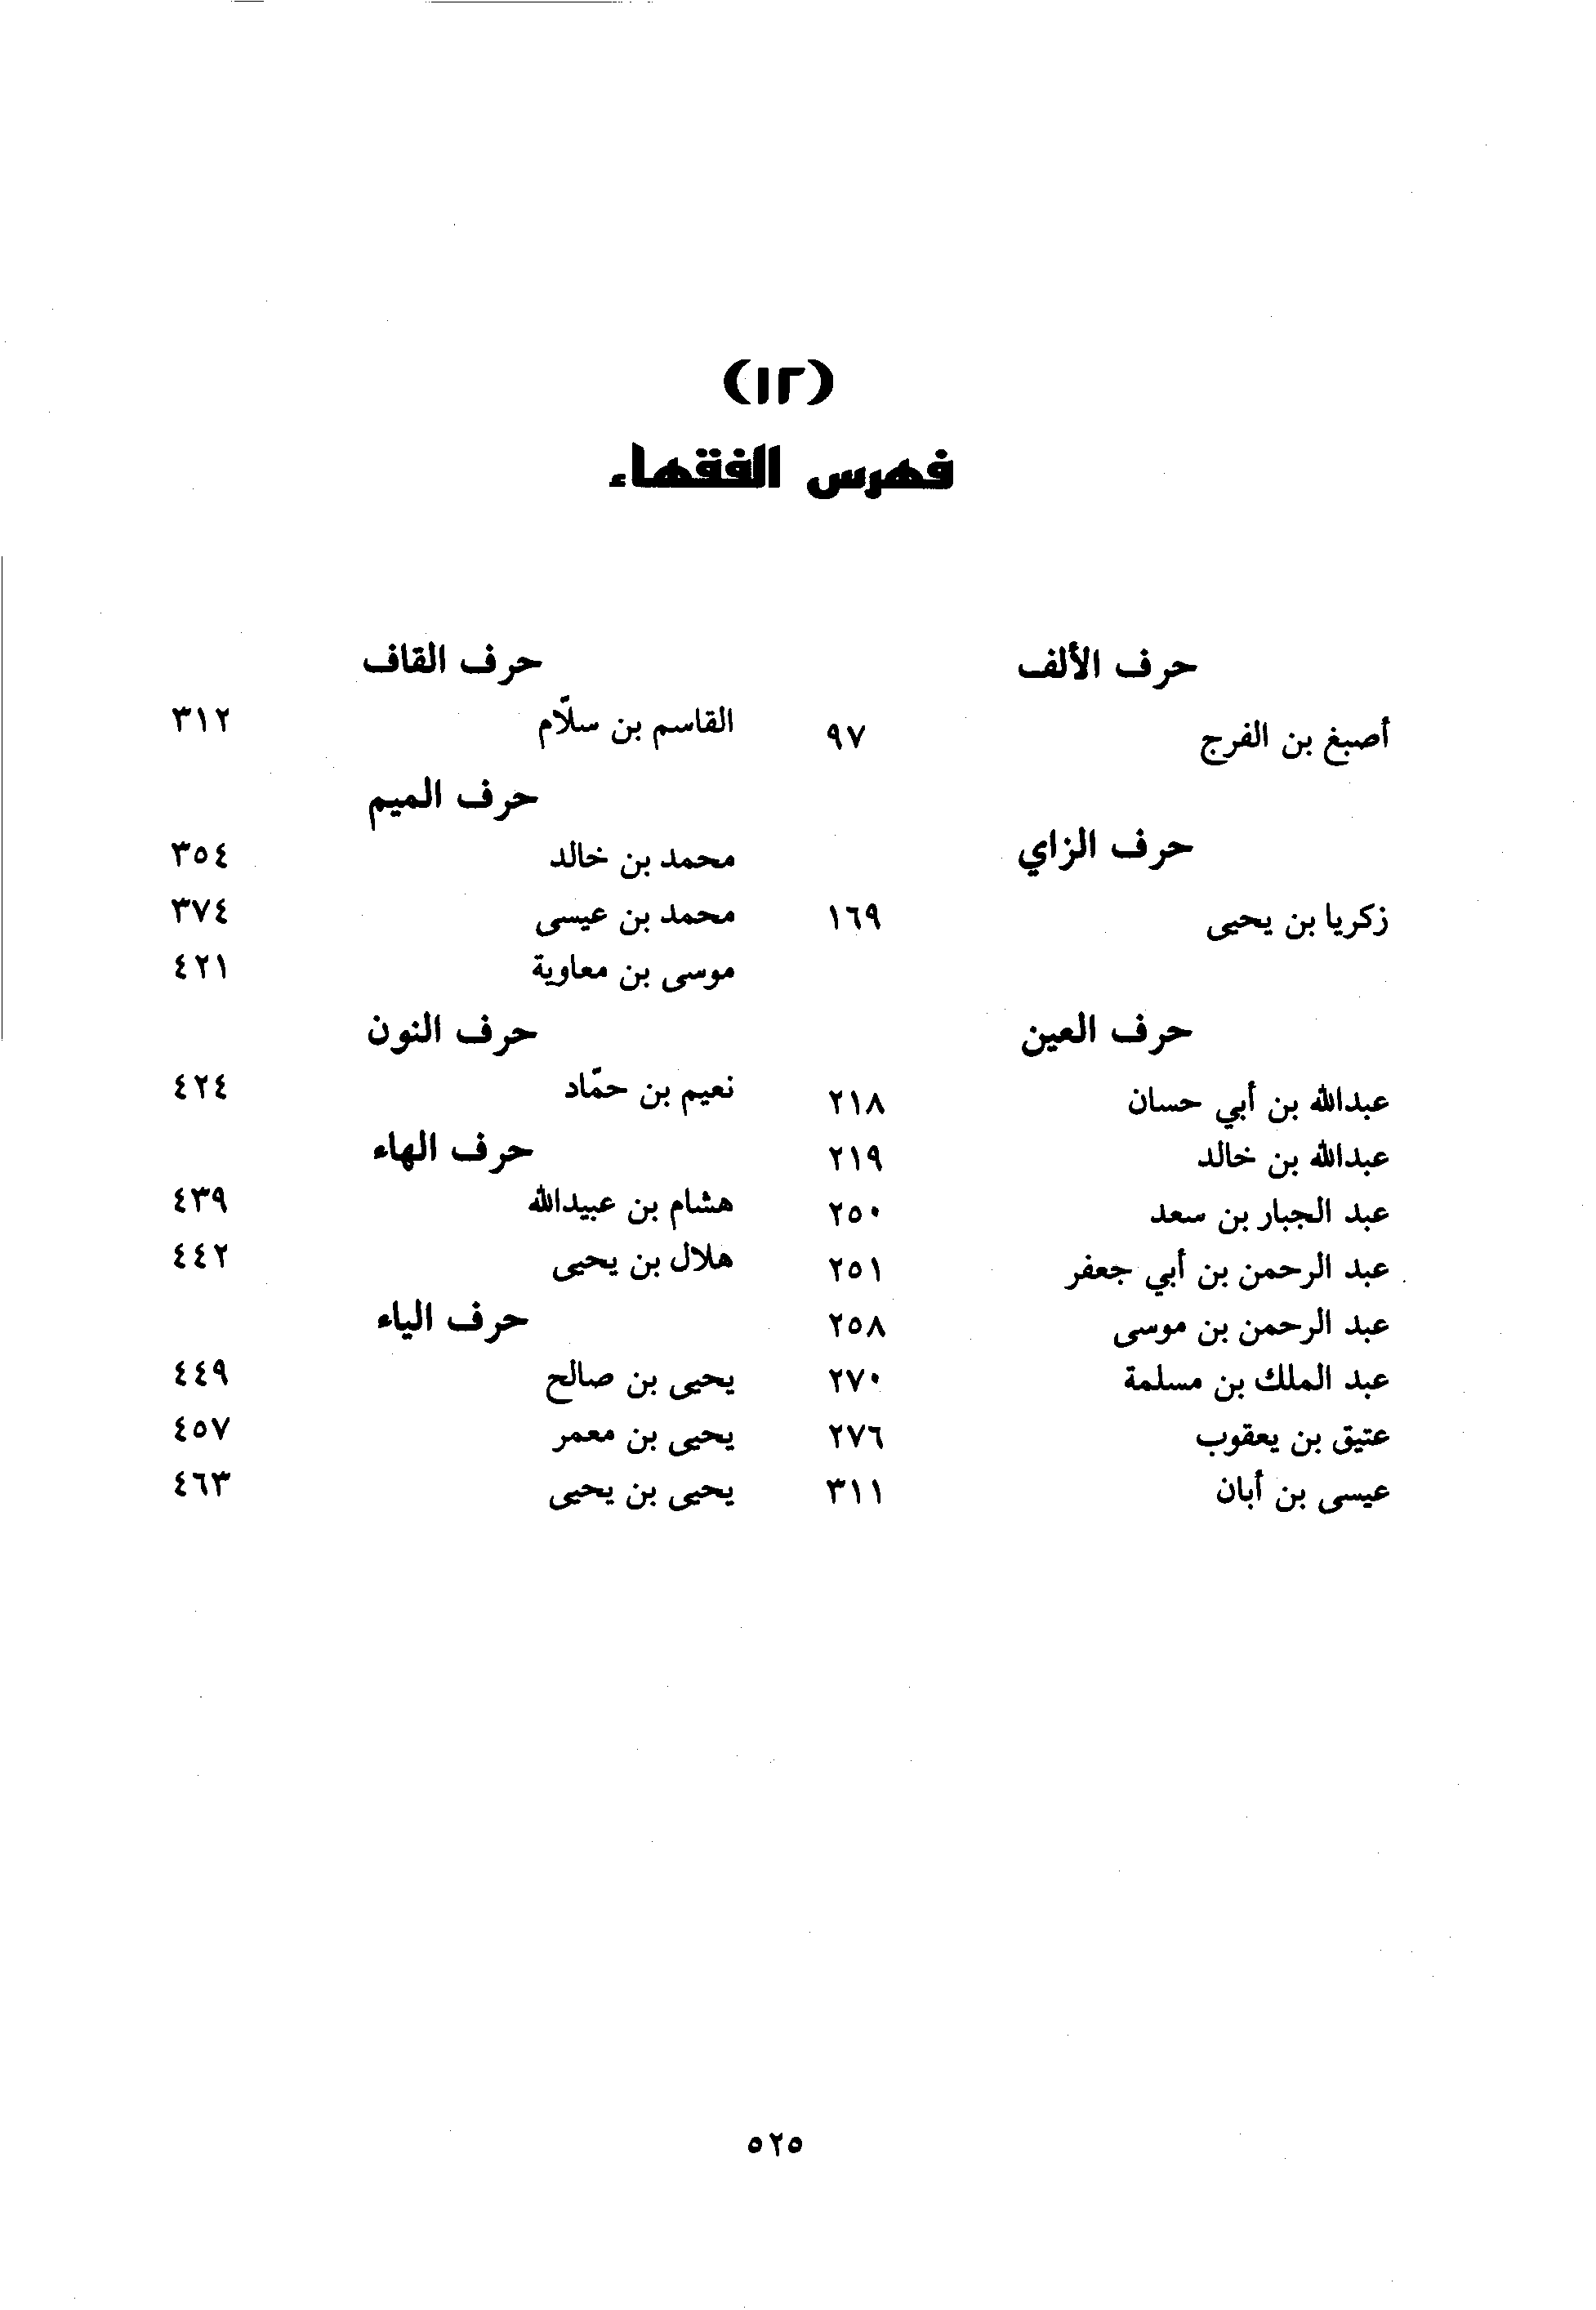 (١٢)
فهرس الفقهاء
حرف الألف
أصبغ بن الفرج ٩٧
حرف الزاي
زكريا بن يحيى ١٦٩
حرف العين
عبدالله بن أبي حسان ٢١٨
عبدالله بن خالد ٢١٩
عبد الجبار بن سعد ٢٥٠
عبد الرحمن بن أبي جعفر ٢٥١
عبد الرحمن بن موسى ٢٥٨
عبد الملك بن مسلمة ٢٧٠
عتيق بن يعقوب ٢٧٦
عيسى بن أبان ٣١١
حرف القاف
القاسم بن سلاّم ٣١٢
حرف الميم
محمد بن خالد ٣٥٤
محمد بن عيسى ٣٧٤
موسى بن معاوية ٤٢١
حرف النون
نعيم بن حمّاد ٤٢٤
حرف الهاء
هشام بن عبيدالله ٤٣٩
هلال بن يحيى ٤٤٢
حرف الياء
يحيى بن صالح ٤٤٩
يحيى بن معمر ٤٥٧
يحيى بن يحيى ٤٦٣
٥٢٥